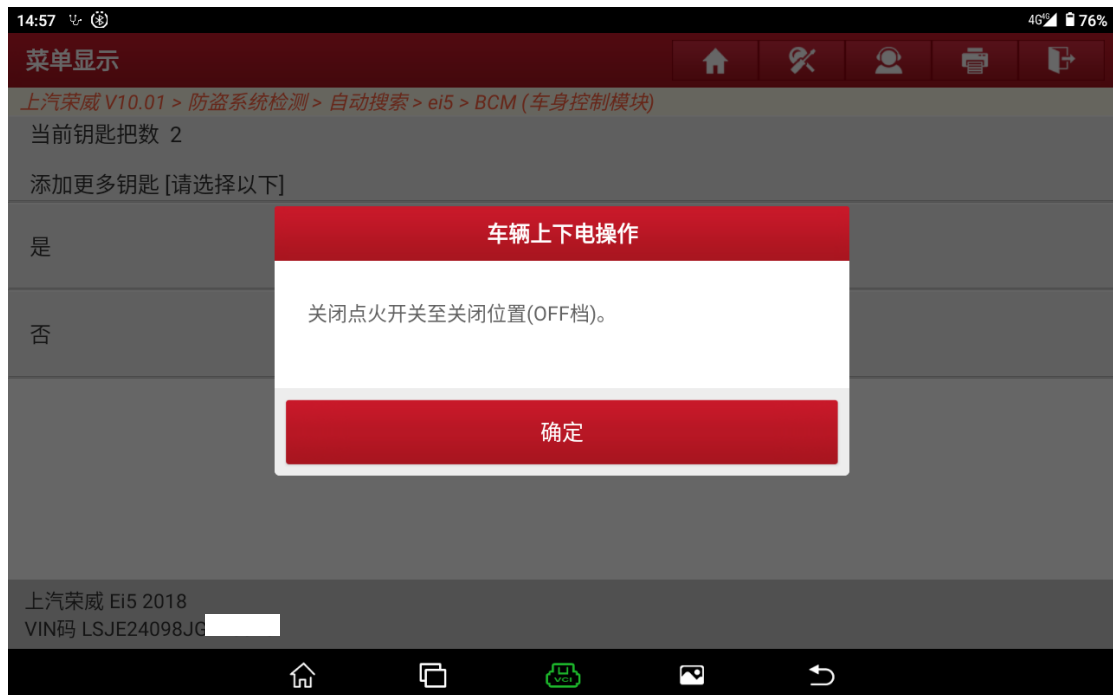 14:57
4G 76%
菜单显示
上汽荣威 V10.01 > 防盗系统检测 > 自动搜索 > ei5 > BCM (车身控制模块)
当前钥匙把数 2
添加更多钥匙 [请选择以下]
车辆上下电操作
是
关闭点火开关至关闭位置(OFF档)。
否
确定
上汽荣威 Ei5 2018
VIN码 LSJE24098JG
VCI